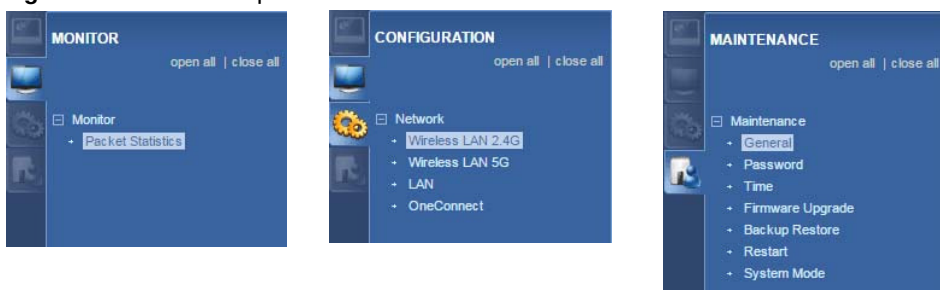 MONITOR
open all | close all
Monitor
Packet Statistics
CONFIGURATION
open all | close all
Network
Wireless LAN 2.4G
Wireless LAN 5G
LAN
OneConnect
MAINTENANCE
open all | close all
Maintenance
General
Password
Time
Firmware Upgrade
Backup Restore
Restart
System Mode